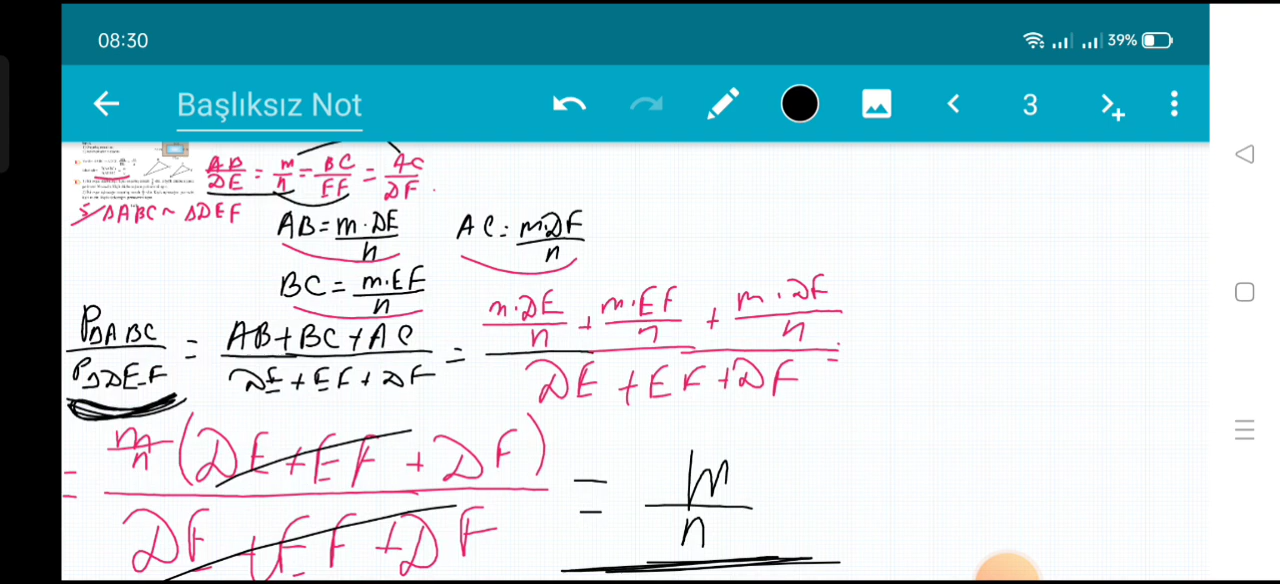 08:30 39%
Başlıksız Not 3
AB/DE = m/n = BC/EF = AC/DF.
5/ ΔABC ~ ΔDEF
AB = m·DE/n AC = m·DF/n
BC = m·EF/n
PΔABC/PΔDEF = AB+BC+AC/DE+EF+DF = m·DE/n + m·EF/n + m·DF/n / DE+EF+DF =
= m/n (DE+EF+DF) / DE+EF+DF = m/n